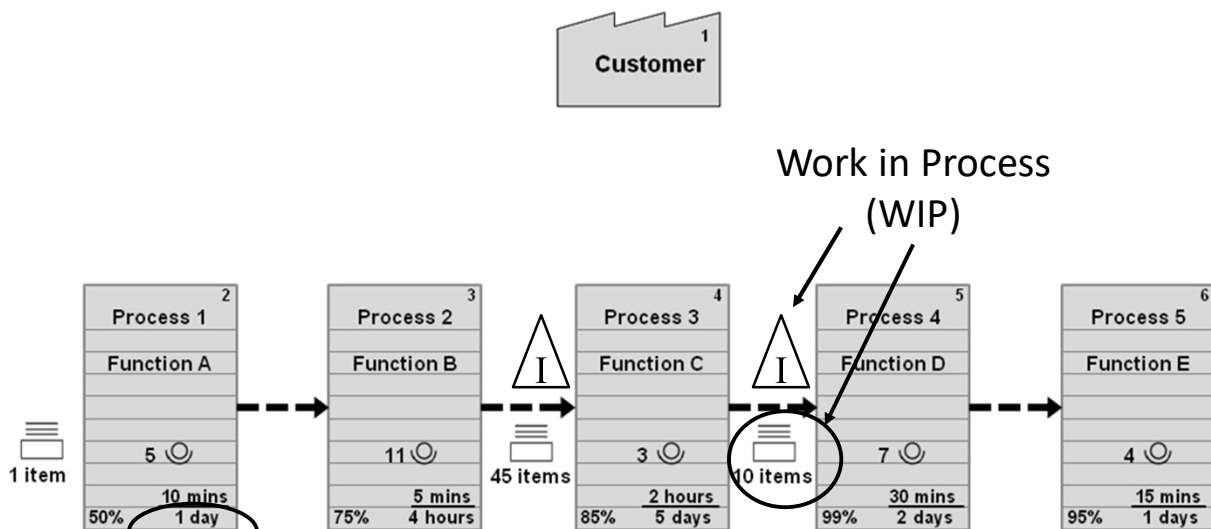 1
Customer
Work in Process
(WIP)
2
Process 1
Function A
5
10 mins
50% 1 day
1 item
3
Process 2
Function B
11
5 mins
75% 4 hours
I
45 items
4
Process 3
Function C
3
2 hours
85% 5 days
I
10 items
5
Process 4
Function D
7
30 mins
99% 2 days
6
Process 5
Function E
4
15 mins
95% 1 days